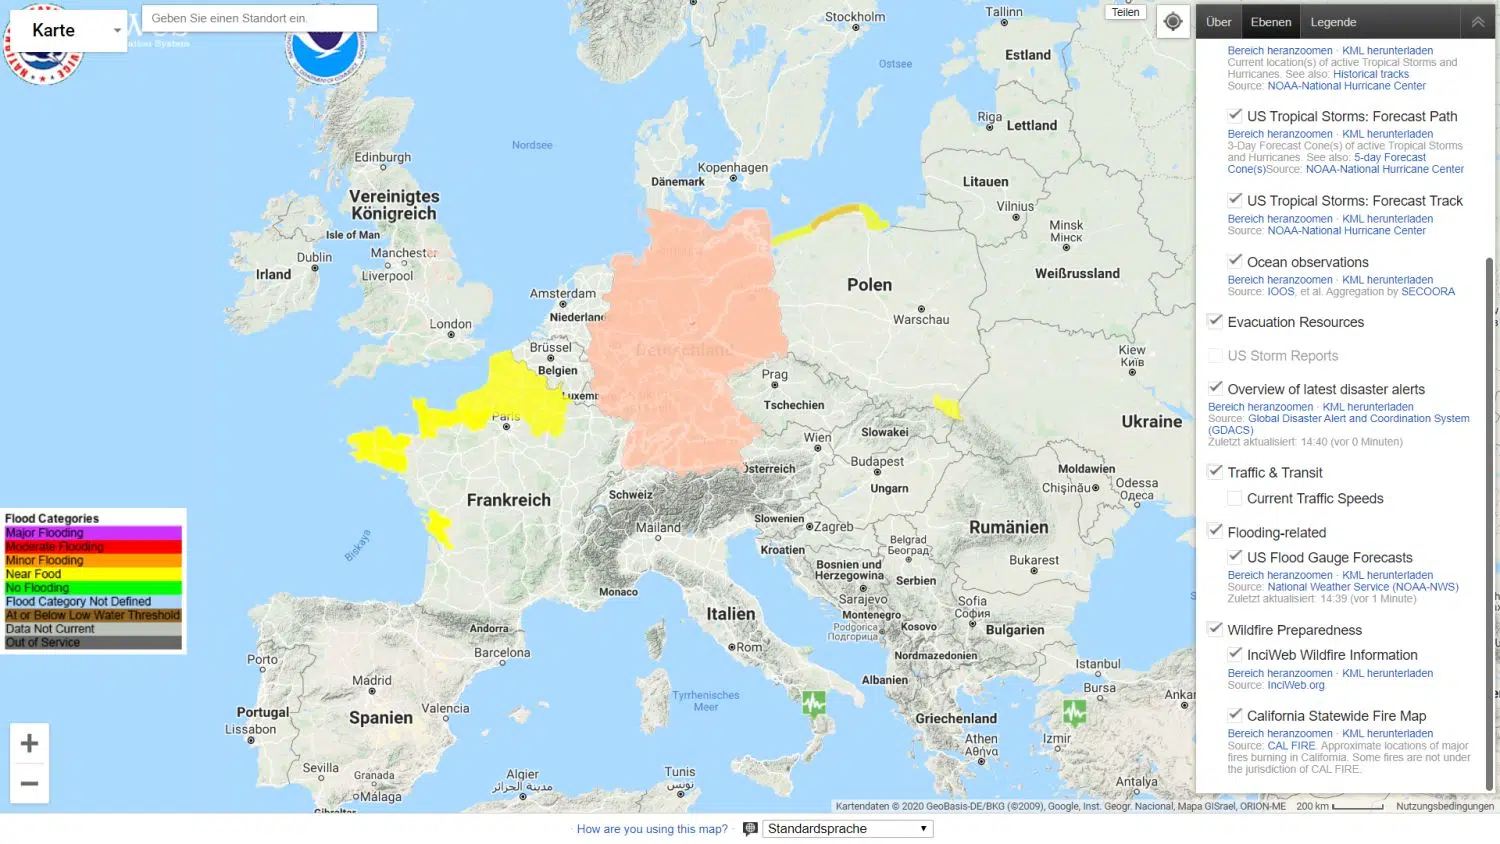 Karte
Geben Sie einen Standort ein.
Teilen
Über
Ebenen
Legende
Bereich heranzoomen · KML herunterladen
Current location(s) of active Tropical Storms and
Hurricanes. See also: Historical tracks
Source: NOAA-National Hurricane Center
US Tropical Storms: Forecast Path
Bereich heranzoomen · KML herunterladen
3-Day Forecast Cone(s) of active Tropical Storms
and Hurricanes. See also: 5-day Forecast
Cone(s)Source: NOAA-National Hurricane Center
US Tropical Storms: Forecast Track
Bereich heranzoomen · KML herunterladen
Source: NOAA-National Hurricane Center
Ocean observations
Bereich heranzoomen · KML herunterladen
Source: IOOS, et al. Aggregation by SECOORA
Evacuation Resources
US Storm Reports
Overview of latest disaster alerts
Bereich heranzoomen · KML herunterladen
Source: Global Disaster Alert and Coordination System
(GDACS)
Zuletzt aktualisiert: 14:40 (vor 0 Minuten)
Traffic & Transit
Current Traffic Speeds
Flooding-related
US Flood Gauge Forecasts
Bereich heranzoomen · KML herunterladen
Source: National Weather Service (NOAA-NWS)
Zuletzt aktualisiert: 14:39 (vor 1 Minute)
Wildfire Preparedness
InciWeb Wildfire Information
Bereich heranzoomen · KML herunterladen
Source: InciWeb.org
California Statewide Fire Map
Bereich heranzoomen · KML herunterladen
Source: CAL FIRE. Approximate locations of major
fires burning in California. Some fires are not under
the jurisdiction of CAL FIRE.
Stockholm
Tallinn
Estland
Ostsee
Riga
Lettland
Nordsee
Edinburgh
Kopenhagen
Dänemark
Litauen
Vilnius
Vereinigtes
Königreich
Minsk
Мінск
Isle of Man
Dublin
Manchester
Liverpool
Irland
Weißrussland
Polen
Amsterdam
Niederlande
Warschau
London
Brüssel
Belgien
Deutschland
Kiew
Київ
Prag
Tschechien
Luxemb
Paris
Ukraine
Wien
Slowakei
Österreich
Budapest
Ungarn
Moldawien
Chișinău
Odessa
Одеса
Frankreich
Schweiz
Mailand
Slowenien
Zagreb
Kroatien
Rumänien
Biskaya
Belgrad
Београд
Bukarest
Bosnien und
Herzegowina
Serbien
Monaco
Sarajevo
Italien
Montenegro
Podgorica
Подгорица
Kosovo
Sofia
София
Bulgarien
Andorra
Barcelona
Rom
Nordmazedonien
Istanbul
Porto
Madrid
Albanien
Bursa
Ankara
Tyrrhenisches
Meer
Portugal
Lissabon
Spanien
Valencia
Griechenland
Athen
Αθήνα
Izmir
Sevilla
Granada
Málaga
Algier
مدينة الجزائر
Tunis
تونس
Antalya
Gibraltar
Flood Categories
Major Flooding
Moderate Flooding
Minor Flooding
Near Food
No Flooding
Flood Category Not Defined
At or Below Low Water Threshold
Data Not Current
Out of Service
+
−
Kartendaten © 2020 GeoBasis-DE/BKG (©2009), Google, Inst. Geogr. Nacional, Mapa GISrael, ORION-ME
200 km
Nutzungsbedingungen
· How are you using this map? ·
Standardsprache